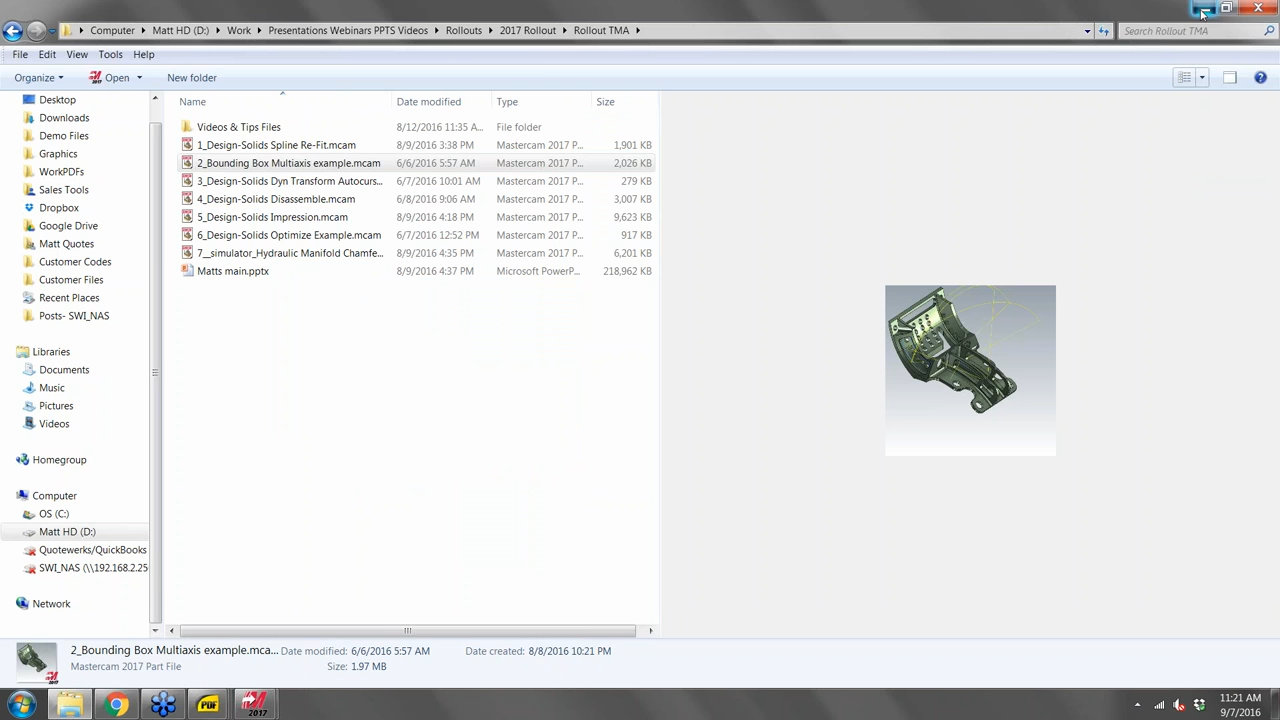 Computer Matt HD (D:) Work Presentations Webinars PPTS Videos Rollouts 2017 Rollout Rollout TMA Search Rollout TMA
File Edit View Tools Help
Organize 2017 Open New folder
Name Date modified Type Size
Desktop
Downloads
Demo Files
Graphics
WorkPDFs
Sales Tools
Dropbox
Google Drive
Matt Quotes
Customer Codes
Customer Files
Recent Places
Posts- SWI_NAS
Libraries
Documents
Music
Pictures
Videos
Homegroup
Computer
OS (C:)
Matt HD (D:)
Quotewerks/QuickBooks
SWI_NAS (\\192.168.2.25
Network
Videos & Tips Files 8/12/2016 11:35 A... File folder
1_Design-Solids Spline Re-Fit.mcam 8/9/2016 3:38 PM Mastercam 2017 P... 1,901 KB
2_Bounding Box Multiaxis example.mcam 6/6/2016 5:57 AM Mastercam 2017 P... 2,026 KB
3_Design-Solids Dyn Transform Autocurs... 6/7/2016 10:01 AM Mastercam 2017 P... 279 KB
4_Design-Solids Disassemble.mcam 6/8/2016 9:06 AM Mastercam 2017 P... 3,007 KB
5_Design-Solids Impression.mcam 8/9/2016 4:18 PM Mastercam 2017 P... 9,623 KB
6_Design-Solids Optimize Example.mcam 6/7/2016 12:52 PM Mastercam 2017 P... 917 KB
7__simulator_Hydraulic Manifold Chamfe... 8/9/2016 4:35 PM Mastercam 2017 P... 6,201 KB
Matts main.pptx 8/9/2016 4:37 PM Microsoft PowerP... 218,962 KB
2_Bounding Box Multiaxis example.mca... Date modified: 6/6/2016 5:57 AM Date created: 8/8/2016 10:21 PM
Mastercam 2017 Part File Size: 1.97 MB
PDF 2017 11:21 AM
9/7/2016